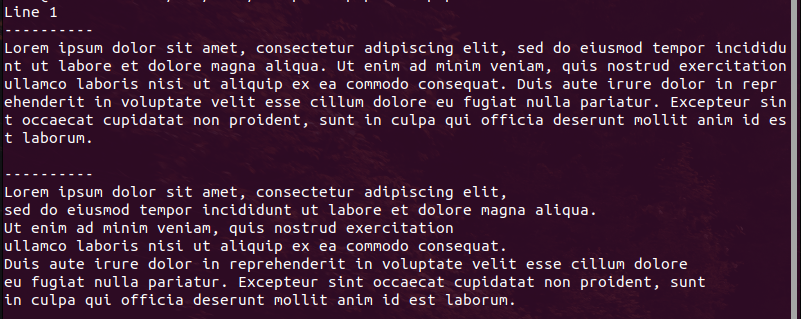 Line 1
----------
Lorem ipsum dolor sit amet, consectetur adipiscing elit, sed do eiusmod tempor incididu
nt ut labore et dolore magna aliqua. Ut enim ad minim veniam, quis nostrud exercitation
ullamco laboris nisi ut aliquip ex ea commodo consequat. Duis aute irure dolor in repr
ehenderit in voluptate velit esse cillum dolore eu fugiat nulla pariatur. Excepteur sin
t occaecat cupidatat non proident, sunt in culpa qui officia deserunt mollit anim id es
t laborum.

----------
Lorem ipsum dolor sit amet, consectetur adipiscing elit,
sed do eiusmod tempor incididunt ut labore et dolore magna aliqua.
Ut enim ad minim veniam, quis nostrud exercitation
ullamco laboris nisi ut aliquip ex ea commodo consequat.
Duis aute irure dolor in reprehenderit in voluptate velit esse cillum dolore
eu fugiat nulla pariatur. Excepteur sint occaecat cupidatat non proident, sunt
in culpa qui officia deserunt mollit anim id est laborum.